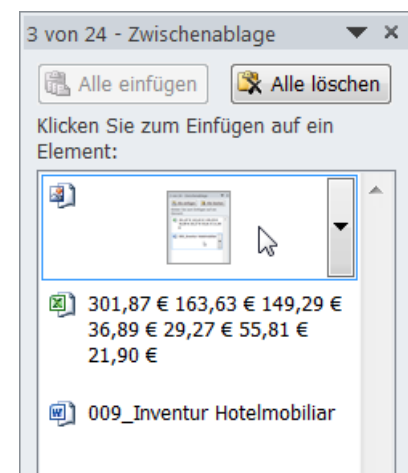 3 von 24 - Zwischenablage
Alle einfügen
Alle löschen
Klicken Sie zum Einfügen auf ein
Element:
301,87 € 163,63 € 149,29 €
36,89 € 29,27 € 55,81 €
21,90 €
009_Inventur Hotelmobiliar